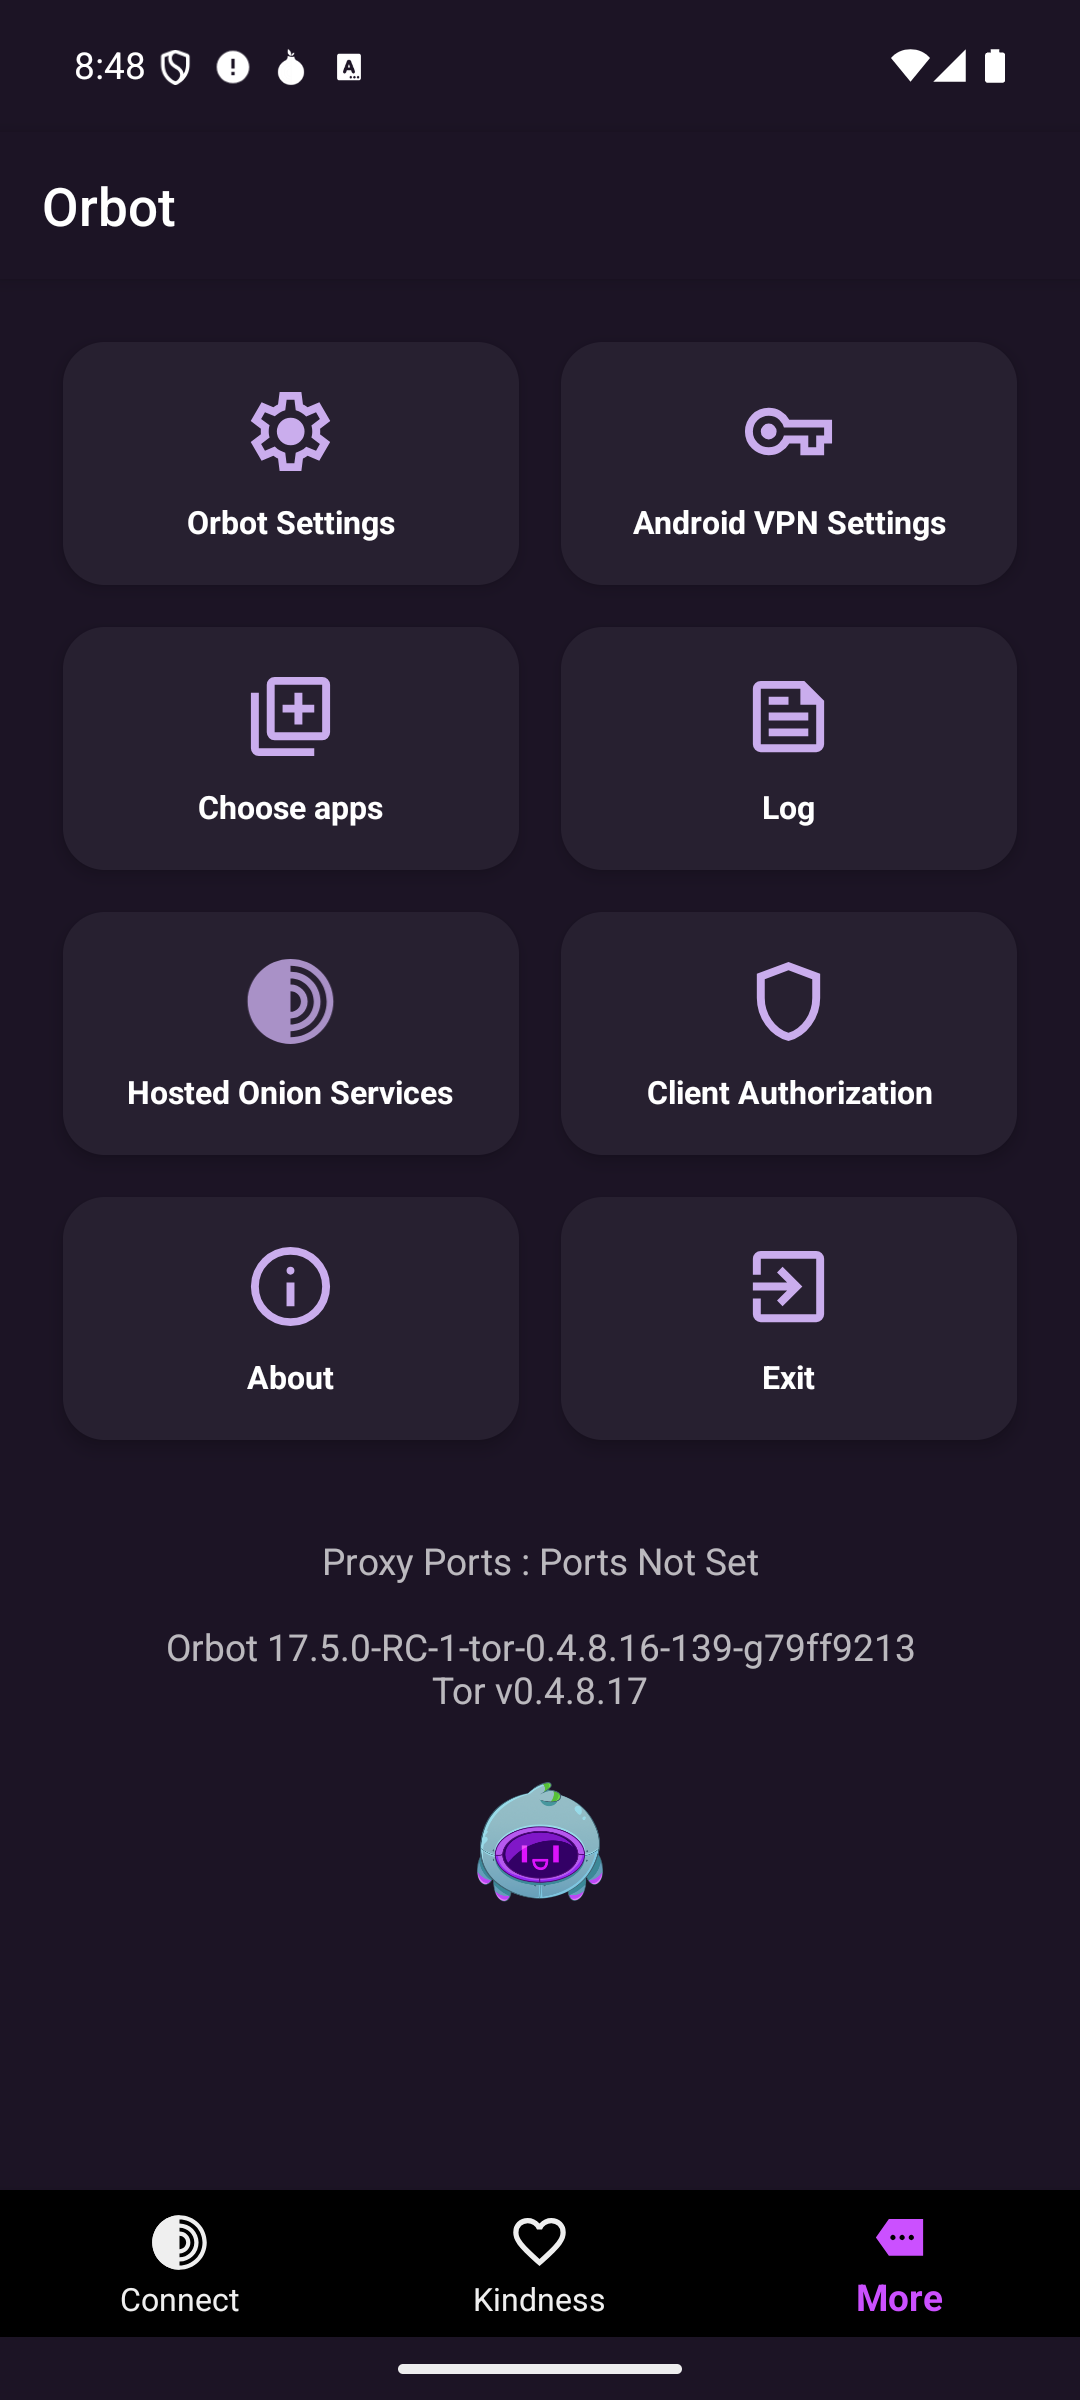 8:48
Orbot
Orbot Settings
Android VPN Settings
Choose apps
Log
Hosted Onion Services
Client Authorization
About
Exit
Proxy Ports : Ports Not Set
Orbot 17.5.0-RC-1-tor-0.4.8.16-139-g79ff9213
Tor v0.4.8.17
Connect
Kindness
More